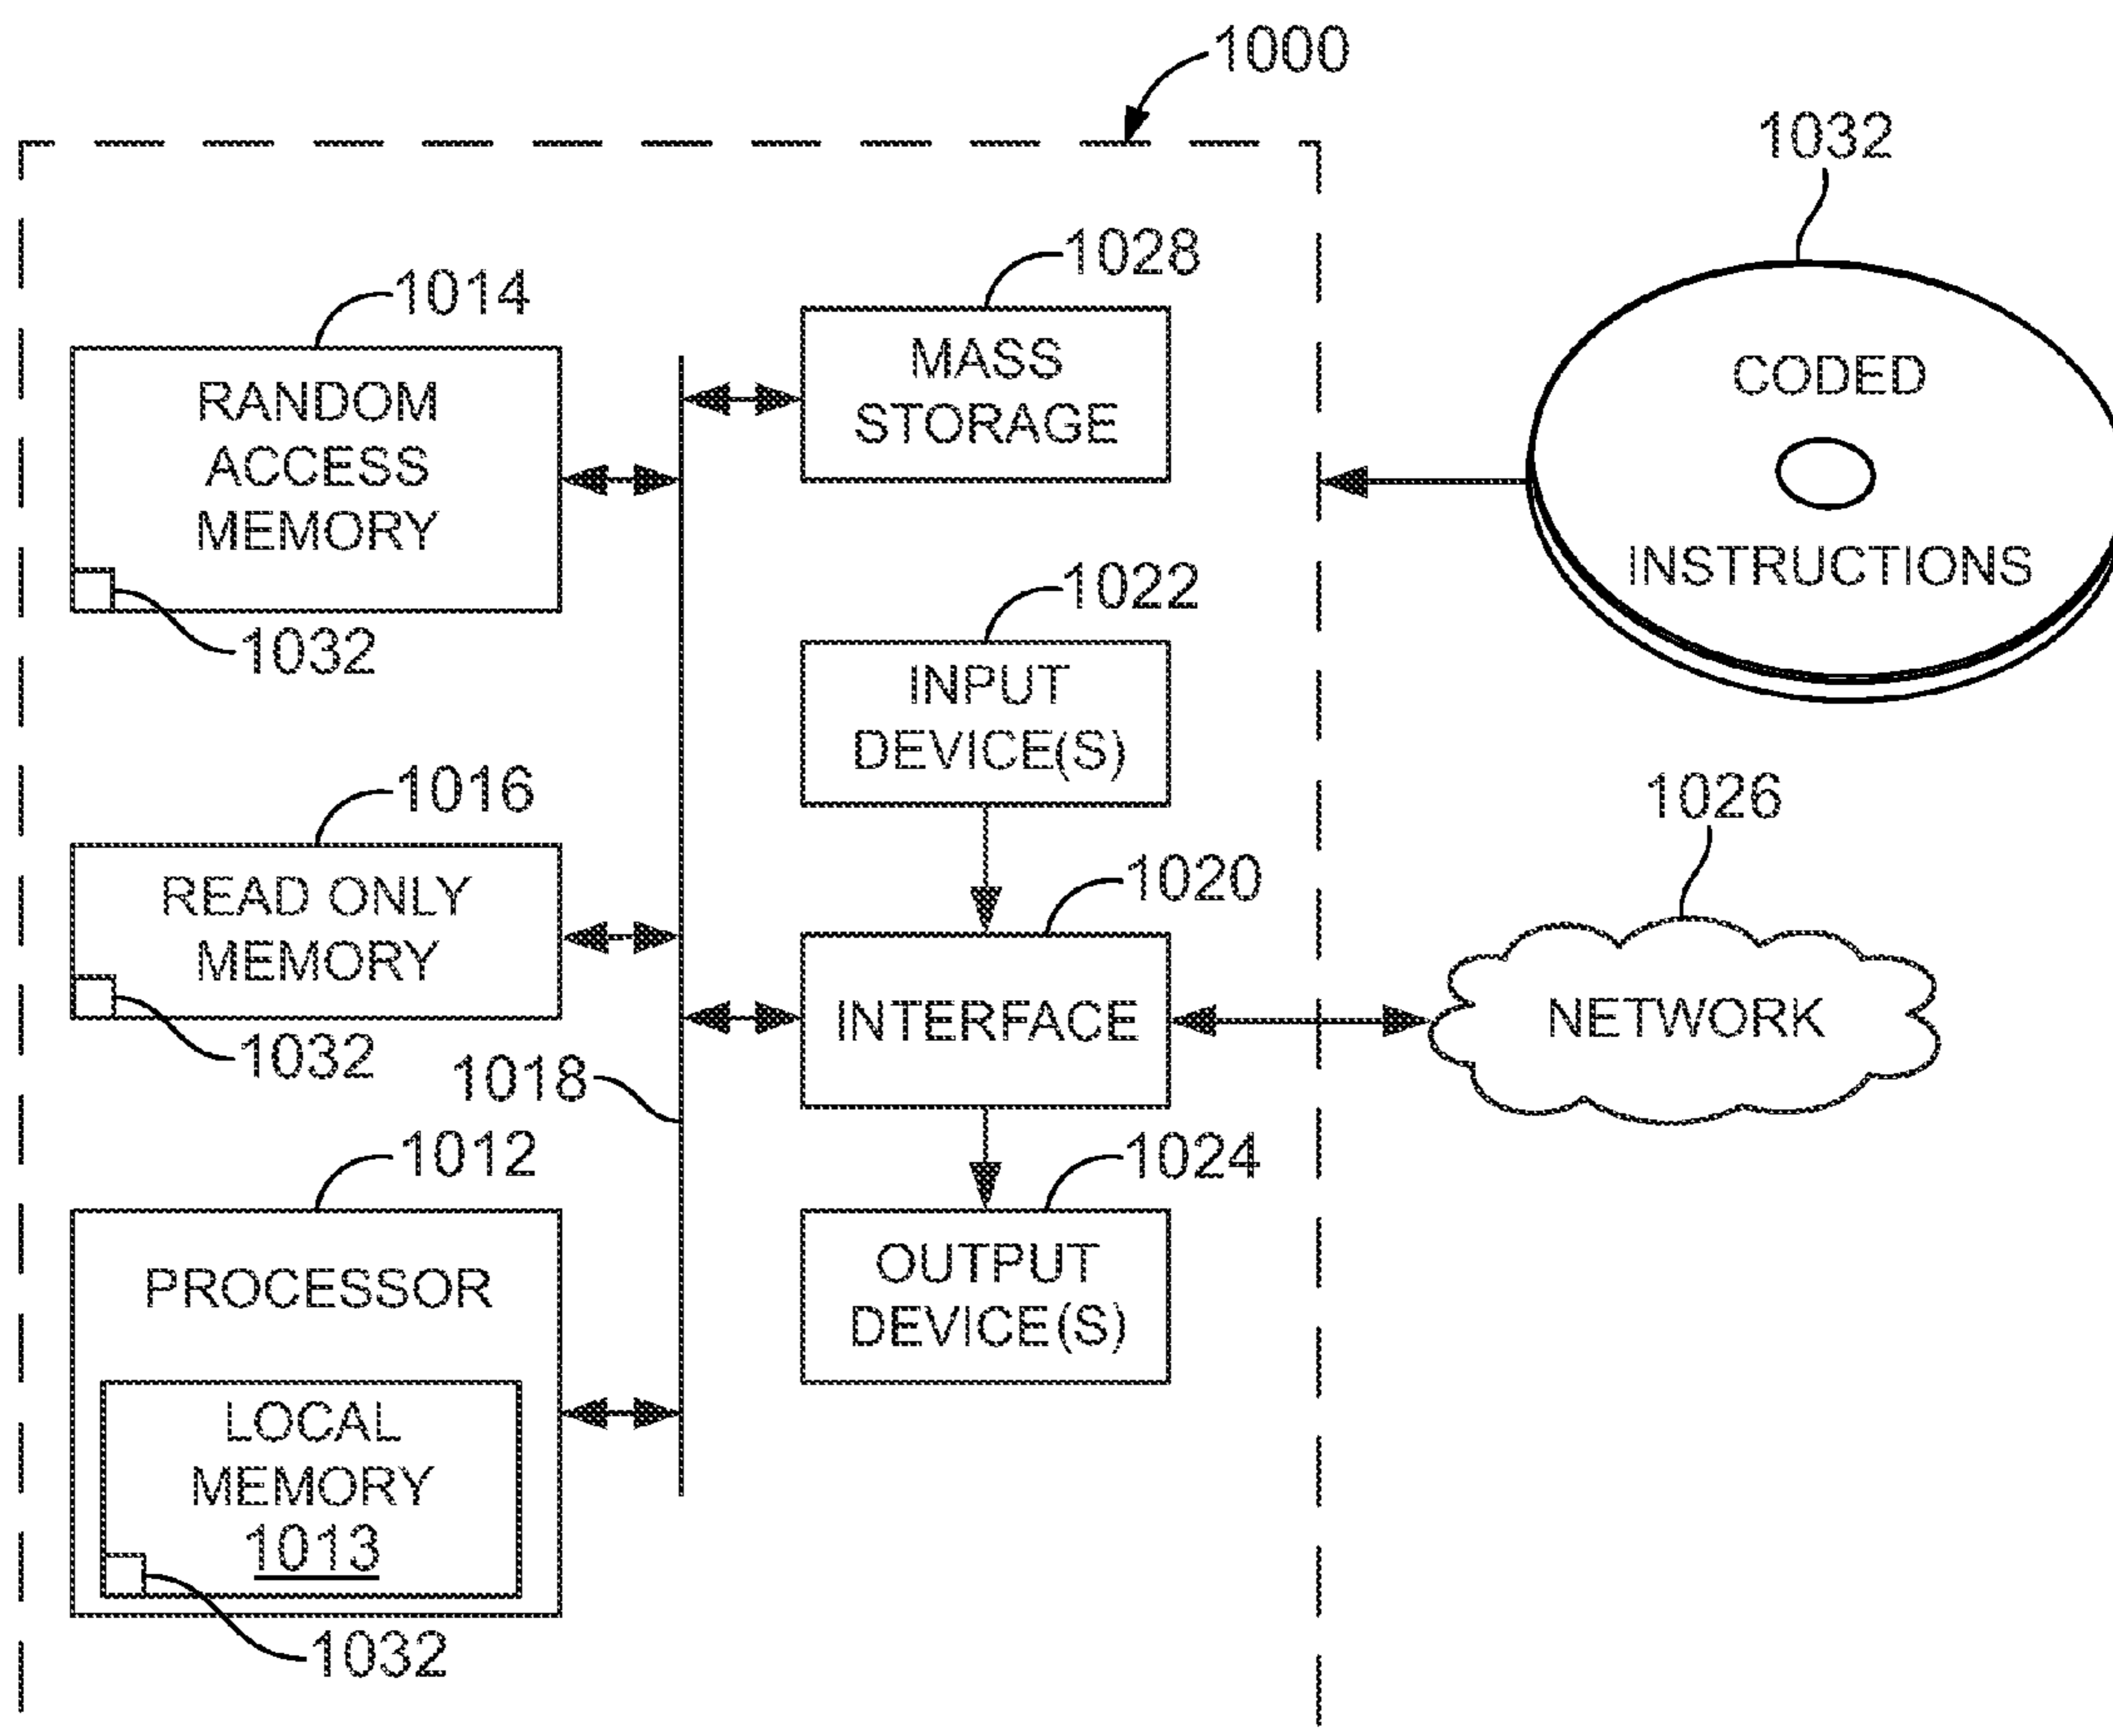 1000
1032
1028
1014
MASS
STORAGE
RANDOM
ACCESS
MEMORY
CODED
INSTRUCTIONS
1032
1022
INPUT
DEVICE(S)
1016
1026
READ ONLY
MEMORY
1020
1032
INTERFACE
NETWORK
1018
1012
1024
PROCESSOR
OUTPUT
DEVICE(S)
LOCAL
MEMORY
1013
1032